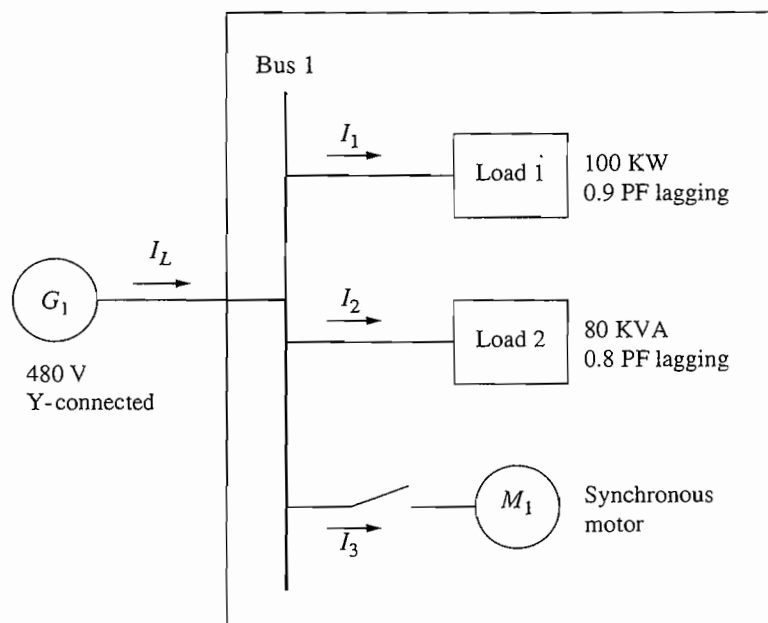 Bus 1
I1
Load 1
100 KW
0.9 PF lagging
IL
G1
480 V
Y-connected
I2
Load 2
80 KVA
0.8 PF lagging
I3
M1
Synchronous
motor